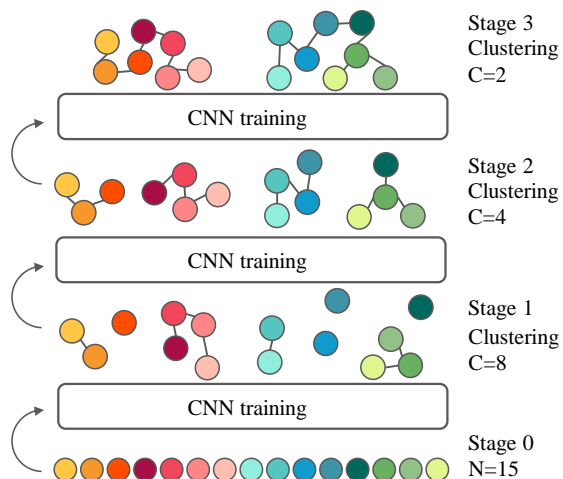 Stage 3
Clustering
C=2
CNN training
Stage 2
Clustering
C=4
CNN training
Stage 1
Clustering
C=8
CNN training
Stage 0
N=15